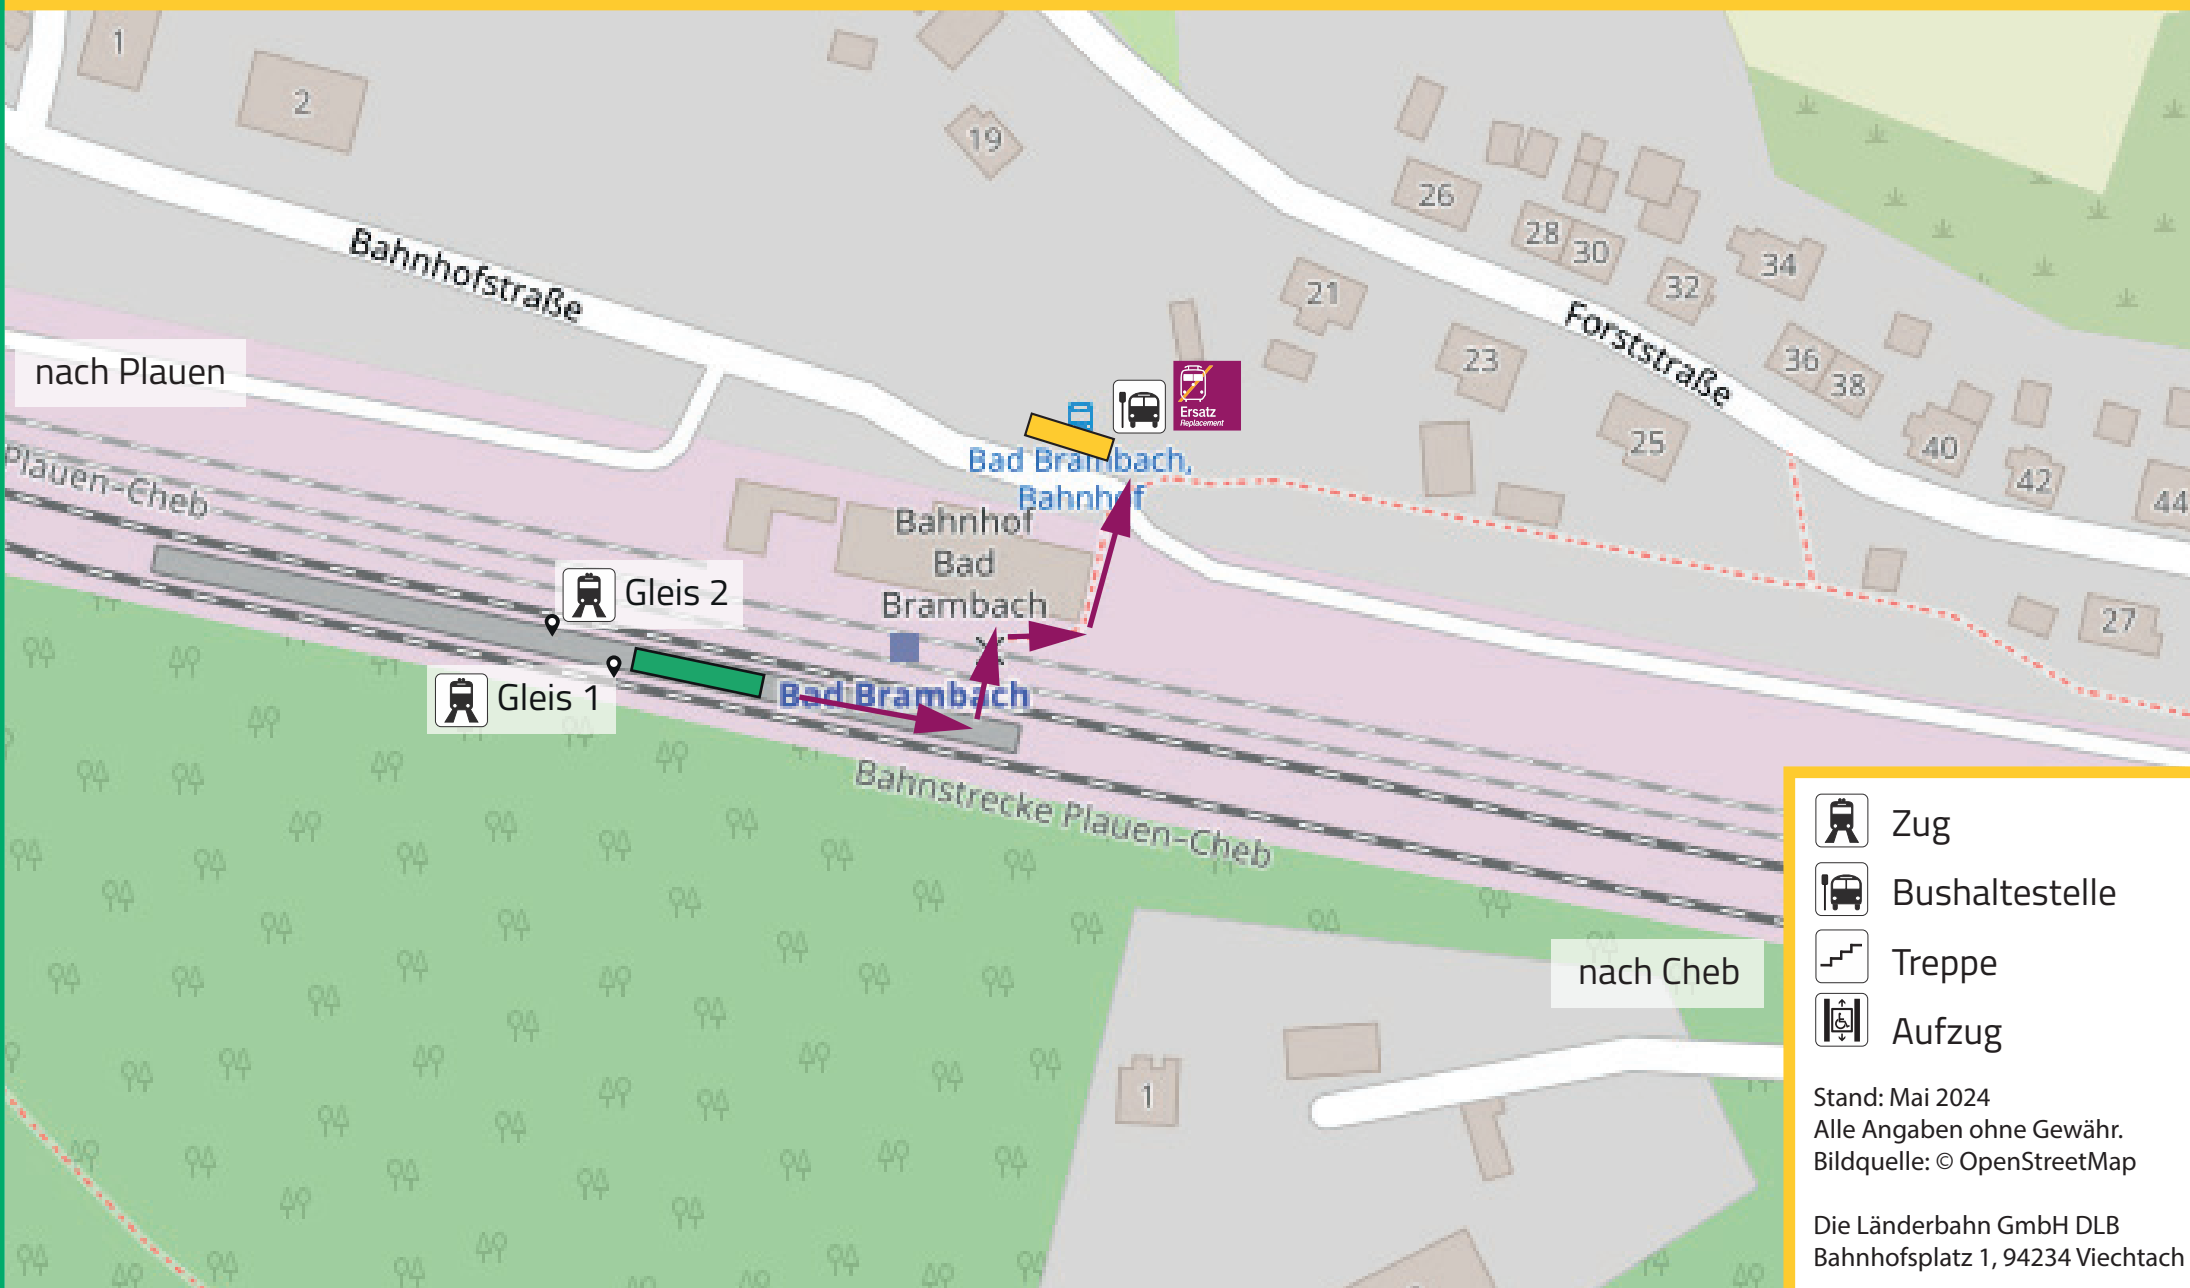 1
2
19
26
28
30
32
34
21
23
36
38
25
40
42
44
27
Bahnhofstraße
Forststraße
nach Plauen
Ersatz
Replacement
Bad Brambach,
Bahnhof
Plauen-Cheb
Bahnhof
Bad
Brambach
Gleis 2
Gleis 1
Bad Brambach
Bahnstrecke Plauen-Cheb
nach Cheb
1
Zug
Bushaltestelle
Treppe
Aufzug
Stand: Mai 2024
Alle Angaben ohne Gewähr.
Bildquelle: © OpenStreetMap
Die Länderbahn GmbH DLB
Bahnhofsplatz 1, 94234 Viechtach